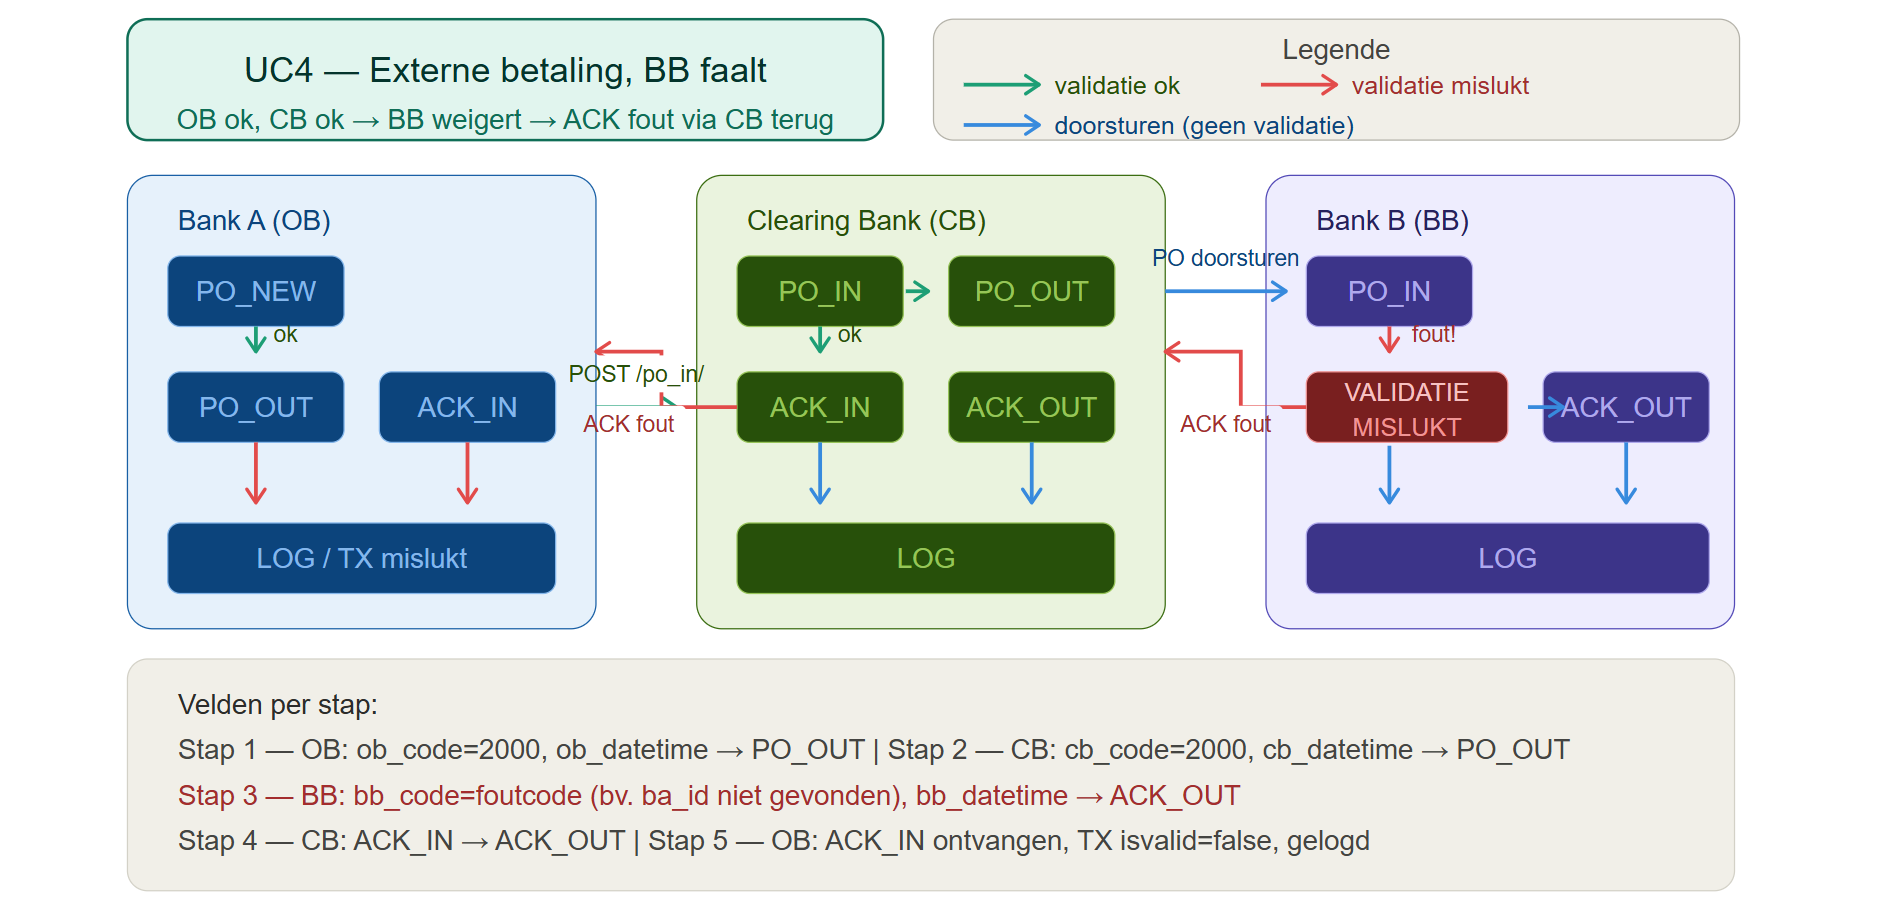 UC4 — Externe betaling, BB faalt
OB ok, CB ok → BB weigert → ACK fout via CB terug
Legende
validatie ok
validatie mislukt
doorsturen (geen validatie)
Bank A (OB)
PO_NEW
ok
PO_OUT
ACK_IN
LOG / TX mislukt
POST /po_in/
ACK fout
Clearing Bank (CB)
PO_IN
PO_OUT
ok
ACK_IN
ACK_OUT
LOG
PO doorsturen
ACK fout
Bank B (BB)
PO_IN
fout!
VALIDATIE
MISLUKT
ACK_OUT
LOG
Velden per stap:
Stap 1 — OB: ob_code=2000, ob_datetime → PO_OUT | Stap 2 — CB: cb_code=2000, cb_datetime → PO_OUT
Stap 3 — BB: bb_code=foutcode (bv. ba_id niet gevonden), bb_datetime → ACK_OUT
Stap 4 — CB: ACK_IN → ACK_OUT | Stap 5 — OB: ACK_IN ontvangen, TX isvalid=false, gelogd